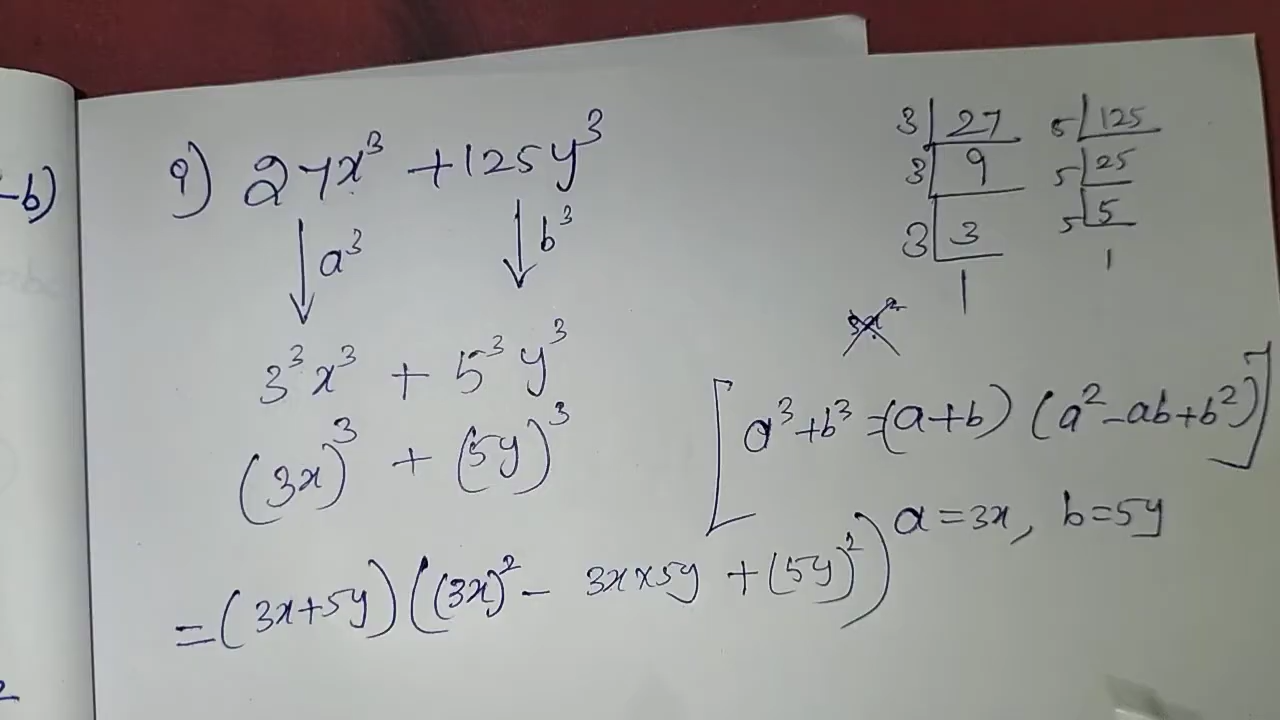 -b)
9) 27x³ + 125y³
a³ b³
3³x³ + 5³y³
(3x)³ + (5y)³
= (3x+5y) ((3x)² - 3x×5y + (5y)²)
3 | 27
3 | 9
3 | 3
1
5 | 125
5 | 25
5 | 5
1
[a³+b³ = (a+b) (a²-ab+b²)]
a = 3x, b = 5y